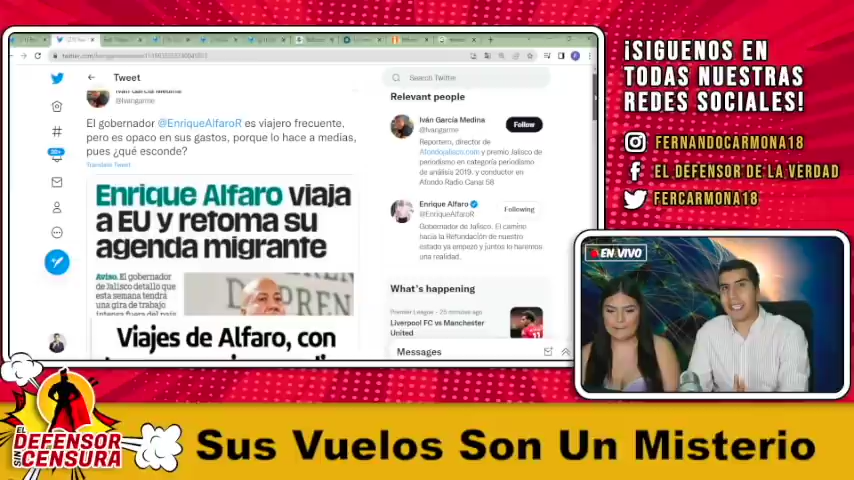 Tweet
Search Twitter
Iván García Medina
@Ivangarme
El gobernador @EnriqueAlfaroR es viajero frecuente,
pero es opaco en sus gastos, porque lo hace a medias,
pues ¿qué esconde?
Translate Tweet
Enrique Alfaro viaja
a EU y retoma su
agenda migrante
Aviso. El gobernador
de Jalisco detalló que
esta semana tendrá
una gira de trabajo
intensa fuera del país
DE PREN
Viajes de Alfaro, con
Relevant people
Iván García Medina
@Ivangarme
Follow
Reportero, director de
Afondojalisco.com y premio Jalisco de
periodismo en categoría periodismo
de análisis 2019. y conductor en
Afondo Radio Canal 58
Enrique Alfaro
@EnriqueAlfaroR
Following
Gobernador de Jalisco. El camino
hacia la Refundación de nuestro
estado ya empezó y juntos lo haremos
una realidad.
What's happening
Premier League · 25 minutes ago
Liverpool FC vs Manchester
United
Messages
¡SIGUENOS EN
TODAS NUESTRAS
REDES SOCIALES!
FERNANDOCARMONA18
EL DEFENSOR DE LA VERDAD
FERCARMONA18
EN VIVO
EL
DEFENSOR
SIN
CENSURA
Sus Vuelos Son Un Misterio